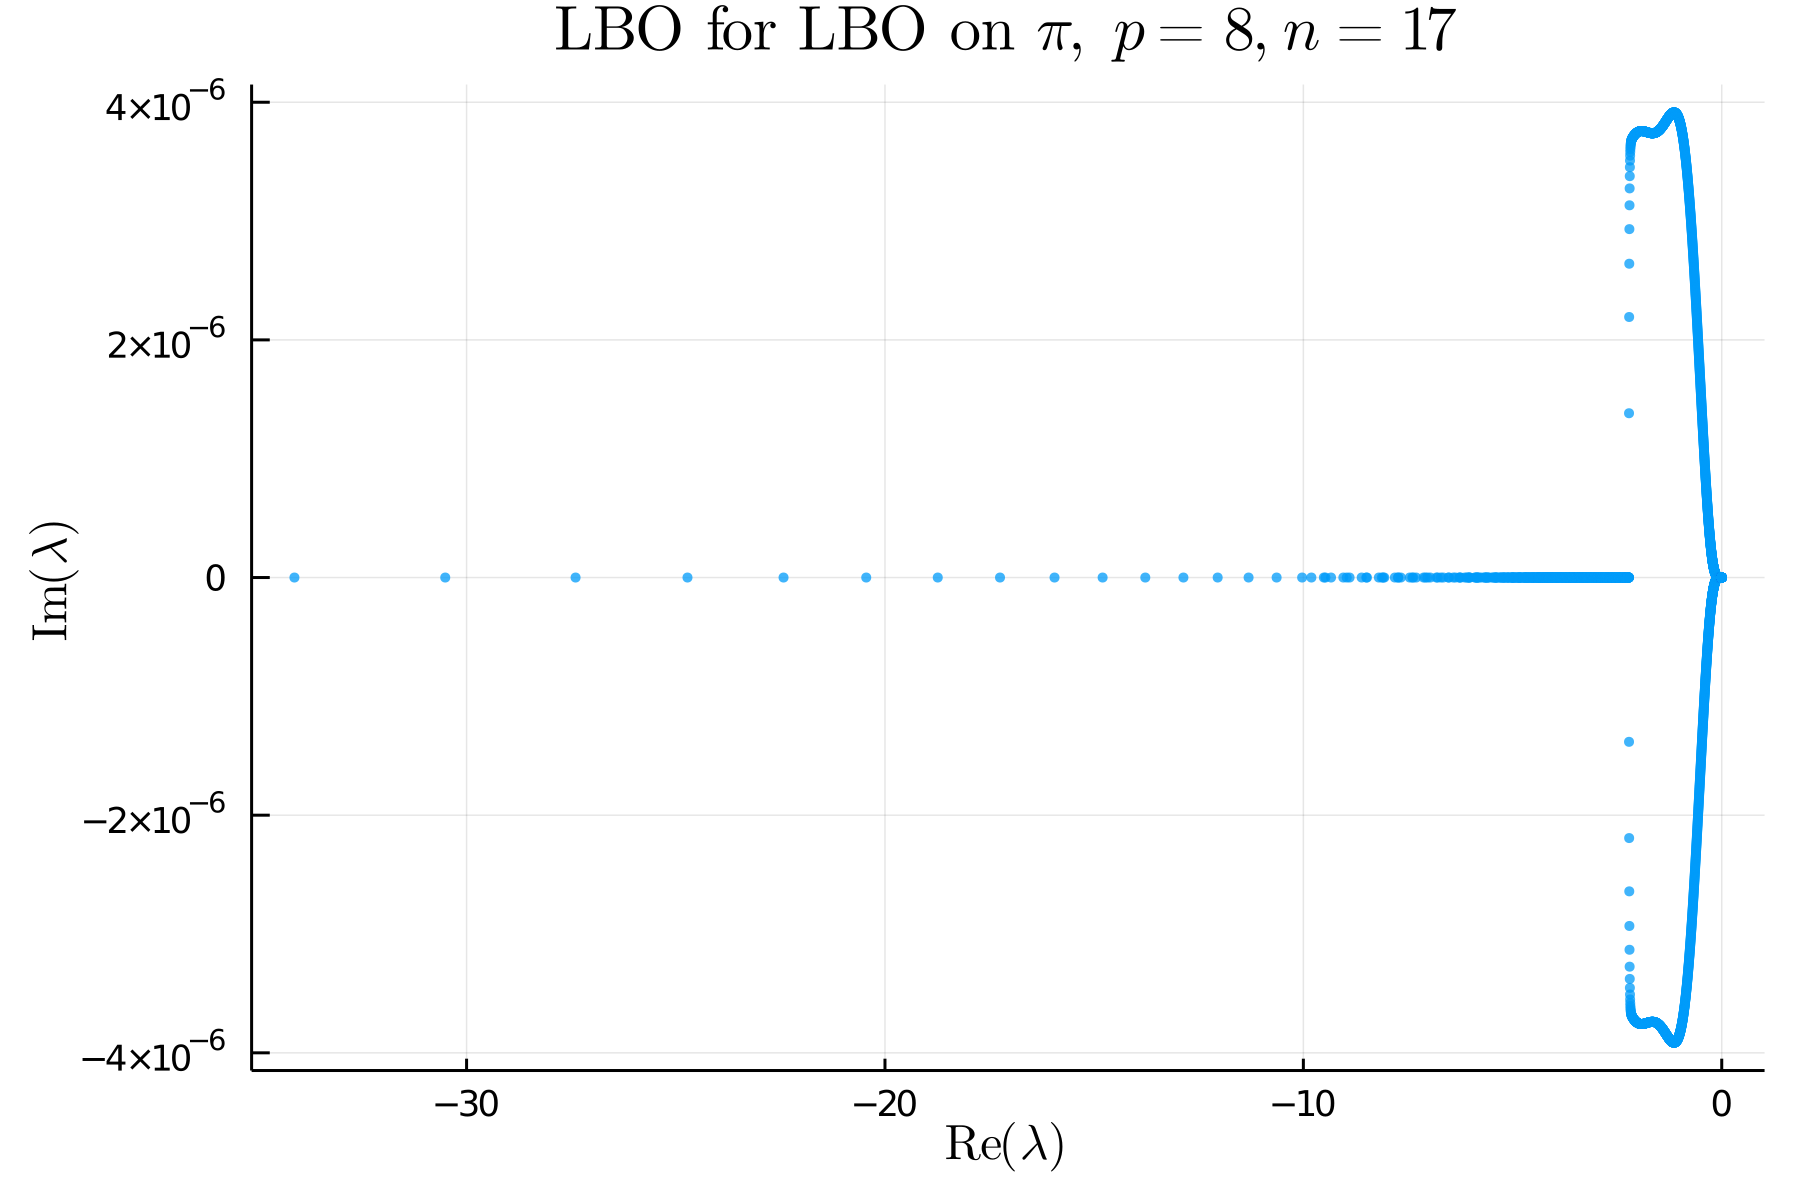 LBO for LBO on π, p = 8, n = 17
4×10⁻⁶
2×10⁻⁶
0
−2×10⁻⁶
−4×10⁻⁶
Im(λ)
−30 −20 −10 0
Re(λ)